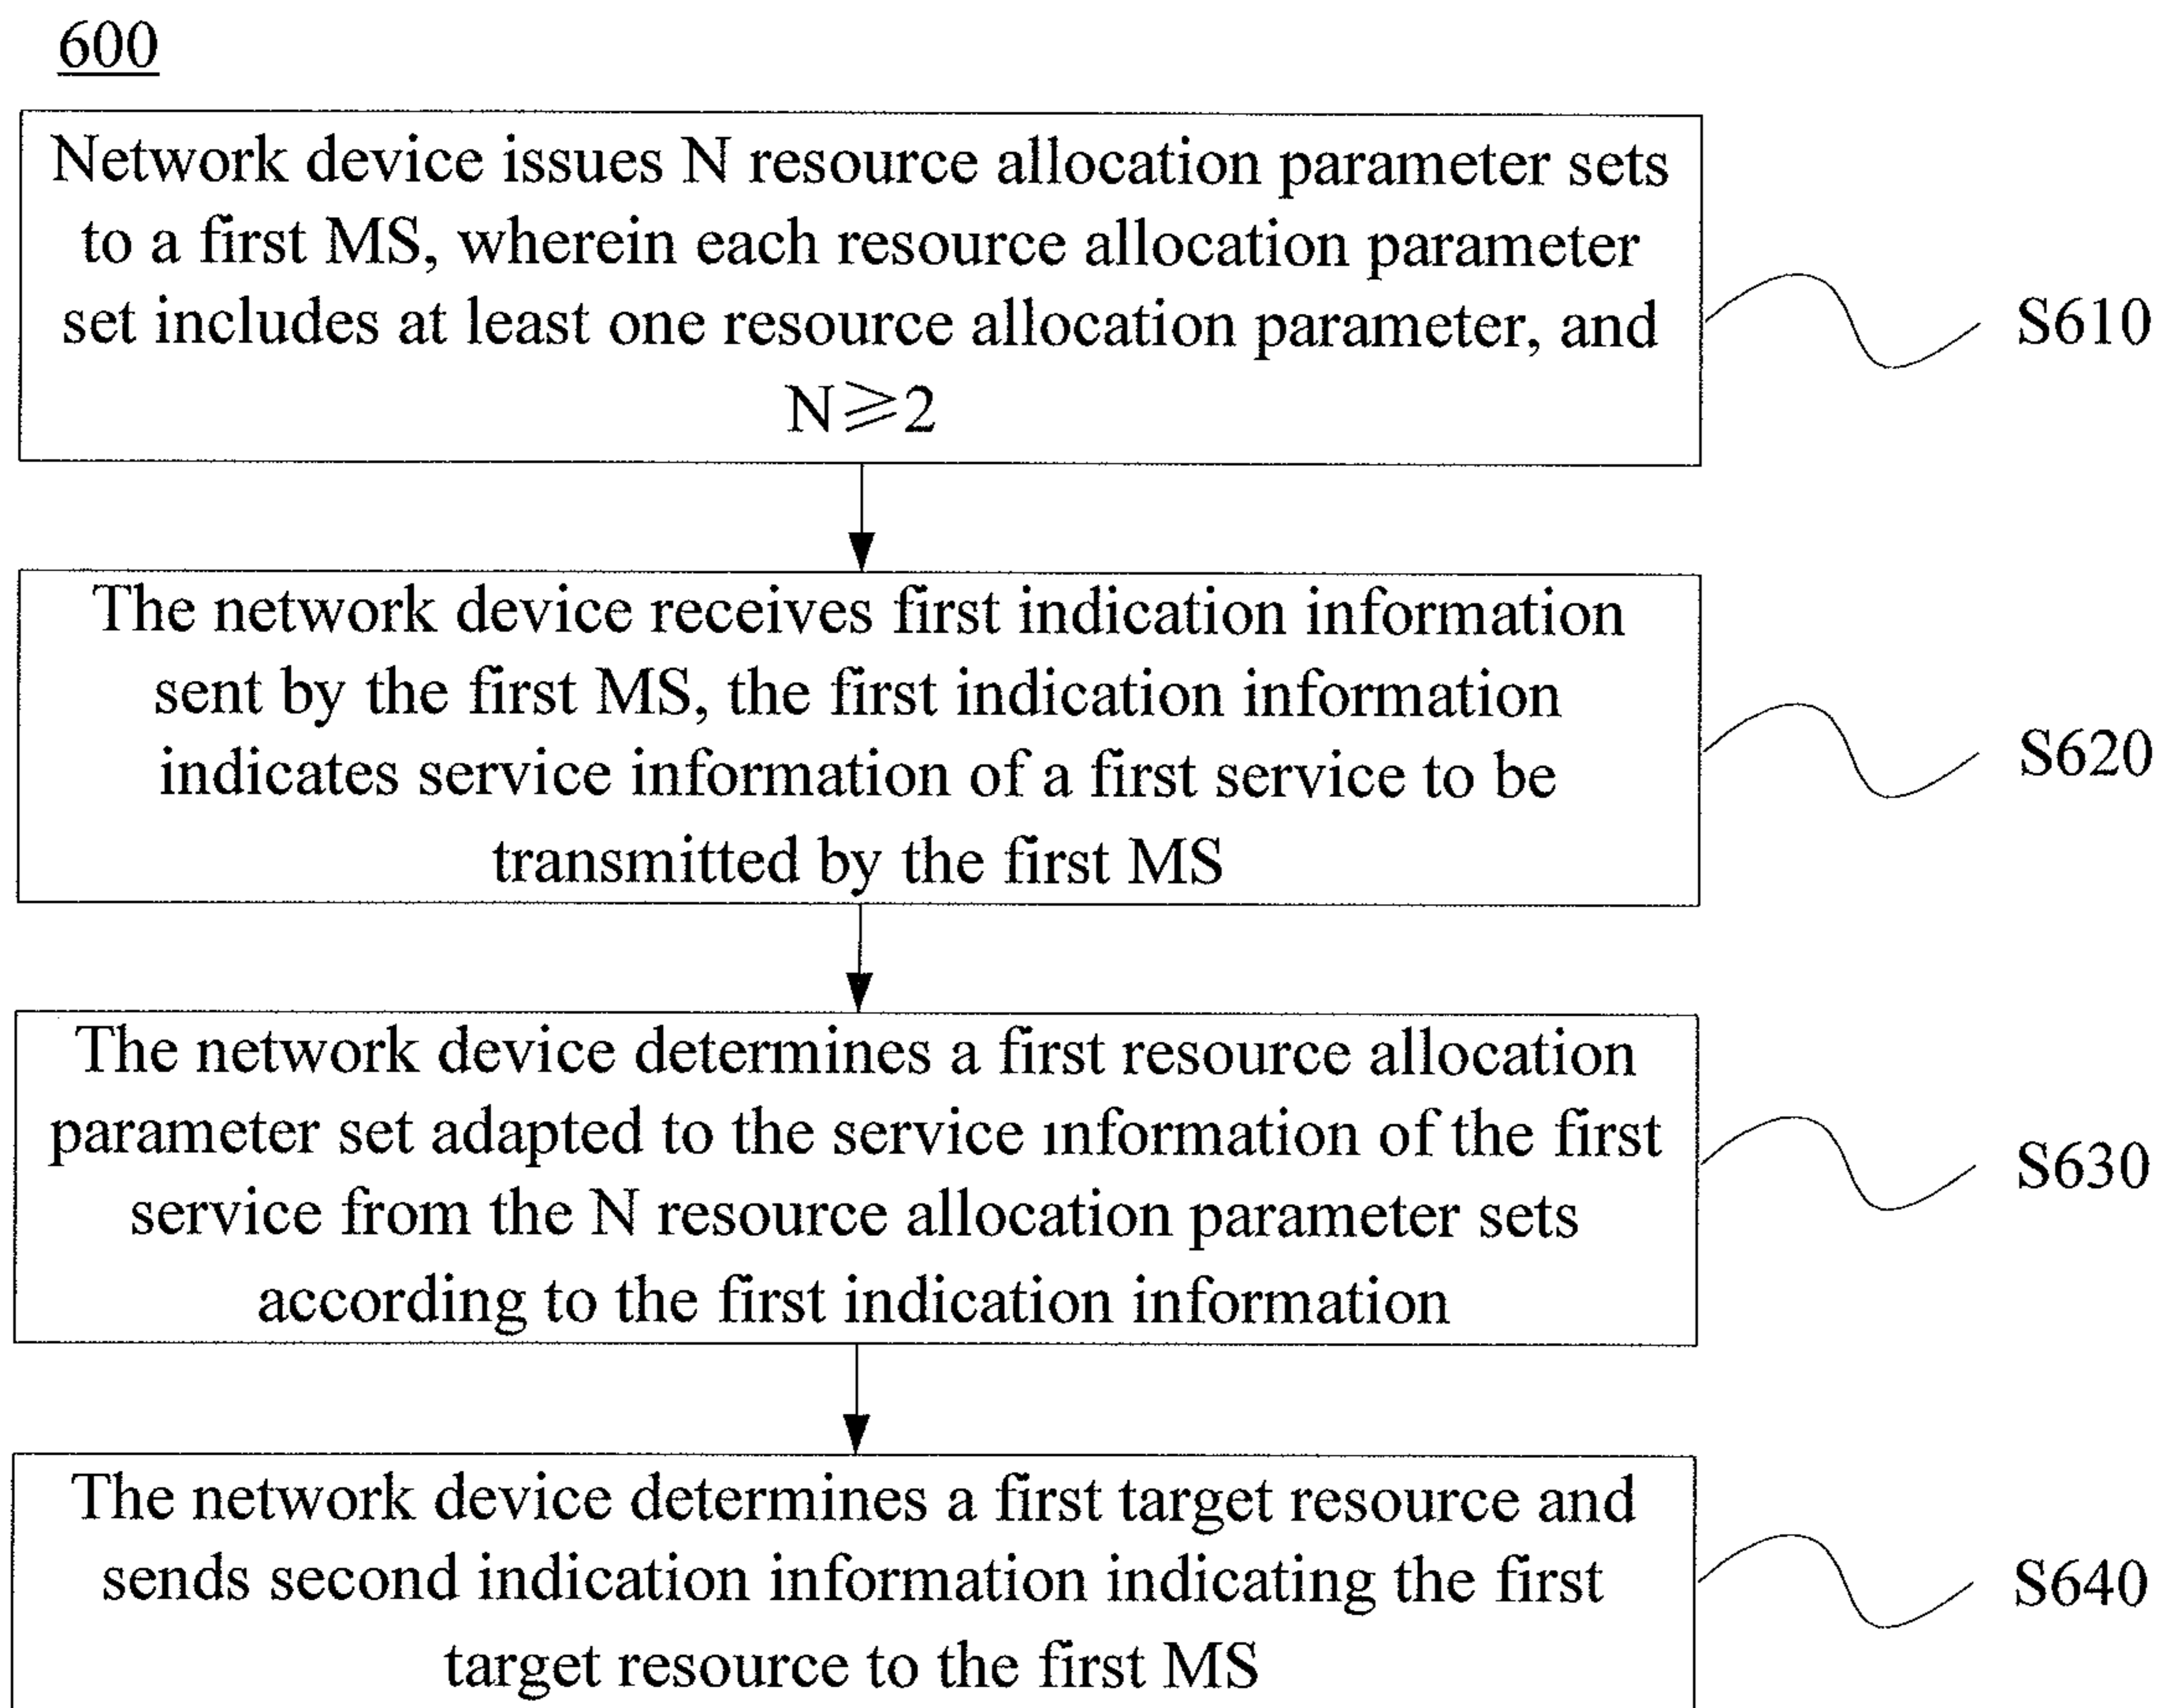 600
Network device issues N resource allocation parameter sets
to a first MS, wherein each resource allocation parameter
set includes at least one resource allocation parameter, and
N≥2
S610
The network device receives first indication information
sent by the first MS, the first indication information
indicates service information of a first service to be
transmitted by the first MS
S620
The network device determines a first resource allocation
parameter set adapted to the service information of the first
service from the N resource allocation parameter sets
according to the first indication information
S630
The network device determines a first target resource and
sends second indication information indicating the first
target resource to the first MS
S640